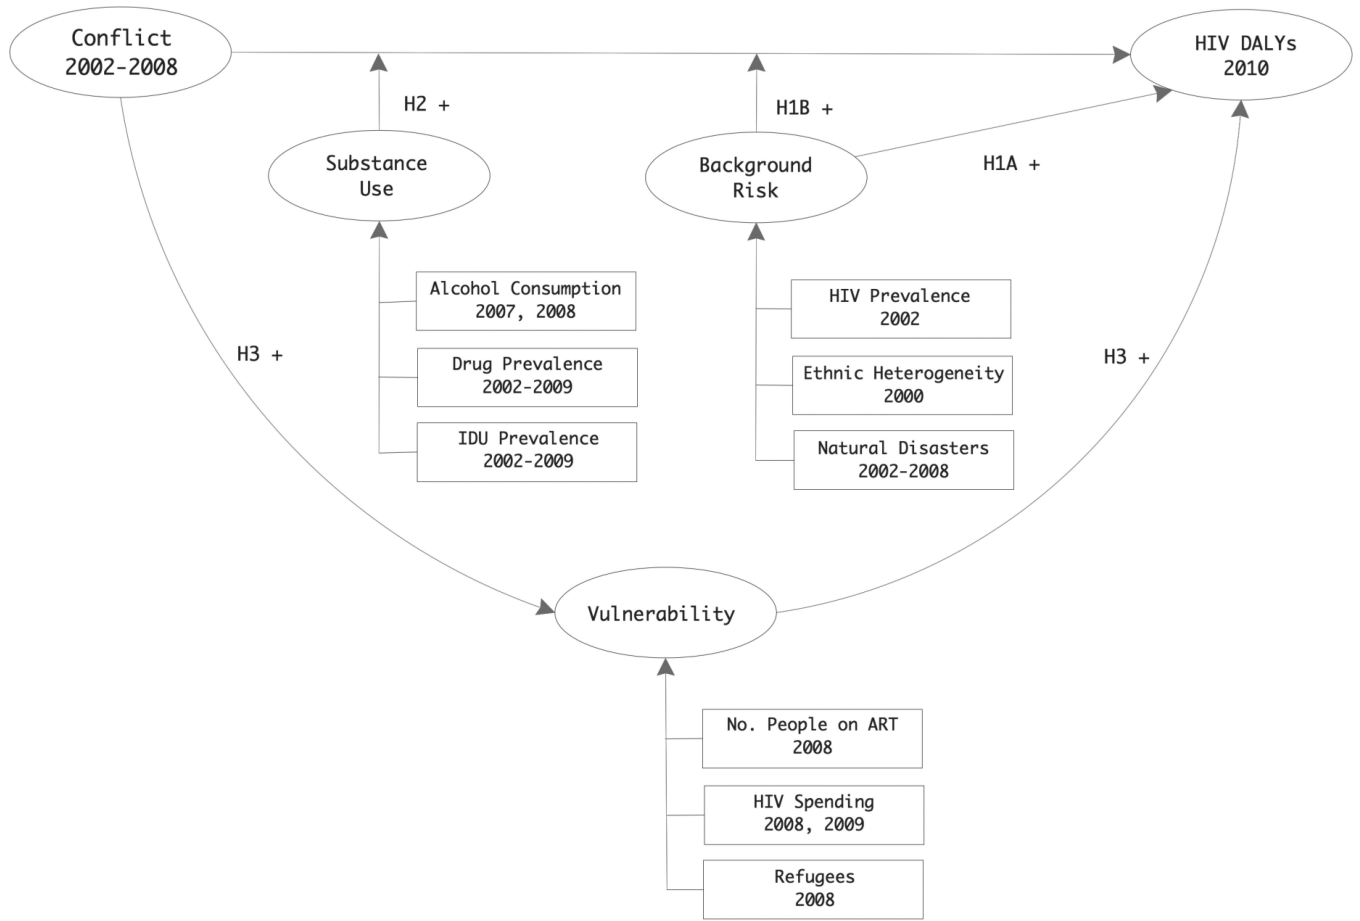 Conflict
2002-2008
HIV DALYs
2010
H2 +
H1B +
H1A +
Substance
Use
Background
Risk
Alcohol Consumption
2007, 2008
Drug Prevalence
2002-2009
IDU Prevalence
2002-2009
HIV Prevalence
2002
Ethnic Heterogeneity
2000
Natural Disasters
2002-2008
H3 +
H3 +
Vulnerability
No. People on ART
2008
HIV Spending
2008, 2009
Refugees
2008